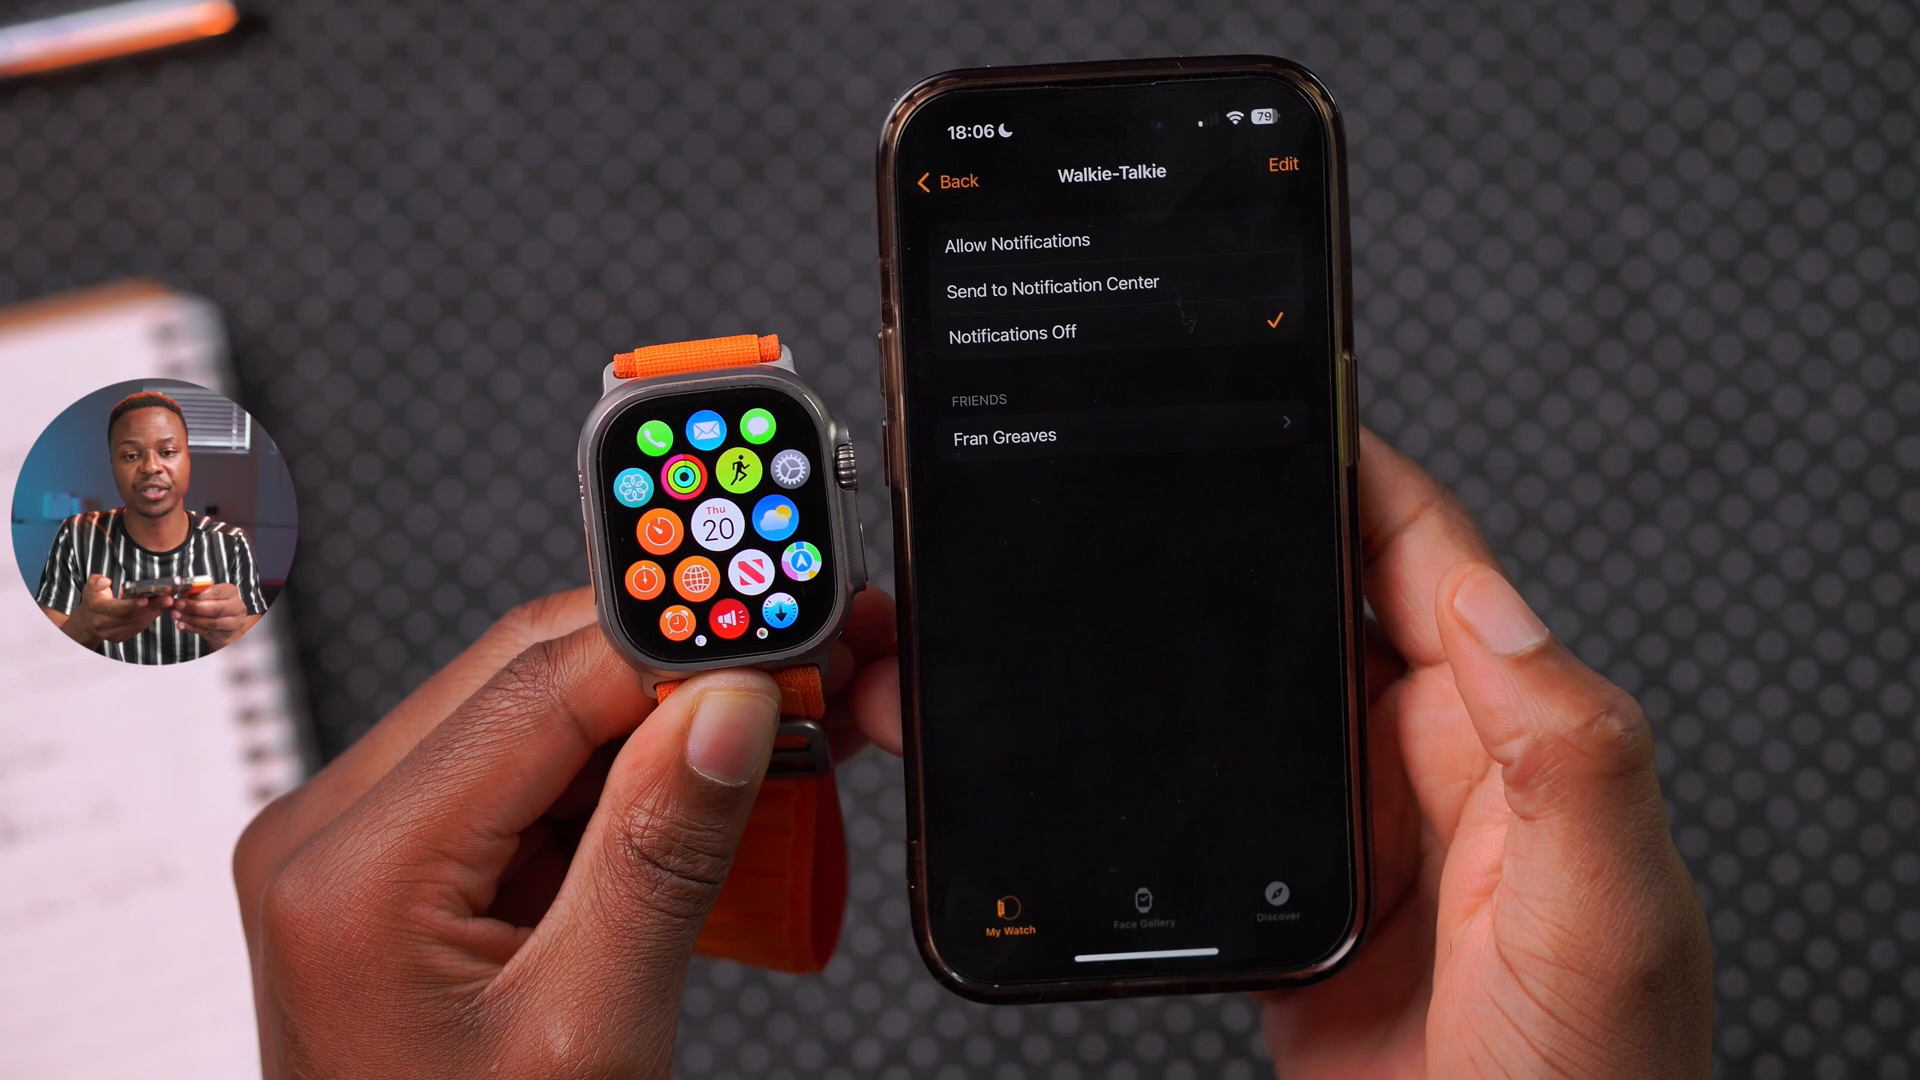 18:06
79
Back
Walkie-Talkie
Edit
Allow Notifications
Send to Notification Center
Notifications Off
FRIENDS
Fran Greaves
Thu
20
My Watch
Face Gallery
Discover